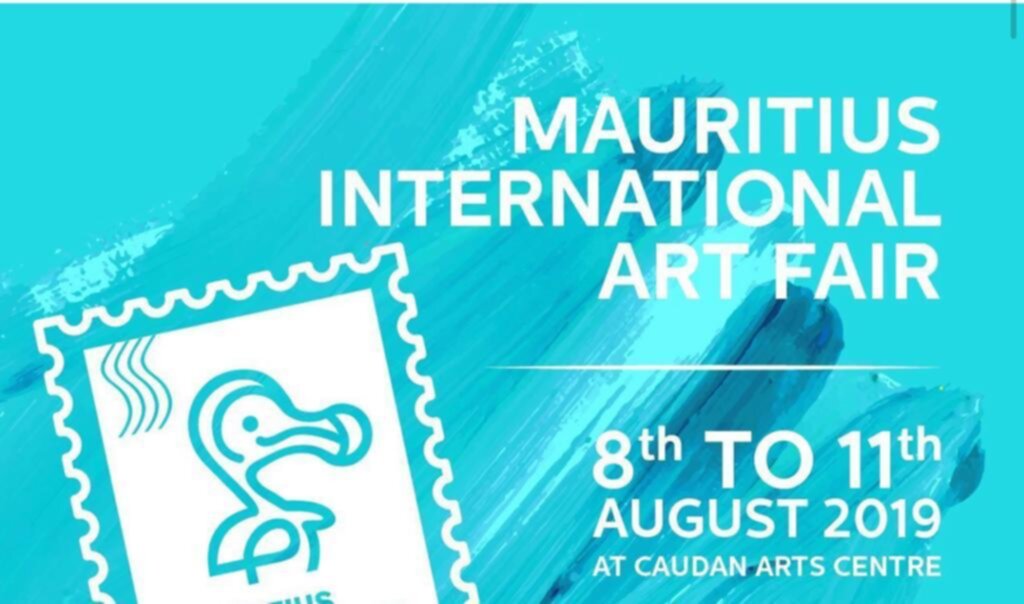 MAURITIUS
INTERNATIONAL
ART FAIR
8th TO 11th
AUGUST 2019
AT CAUDAN ARTS CENTRE